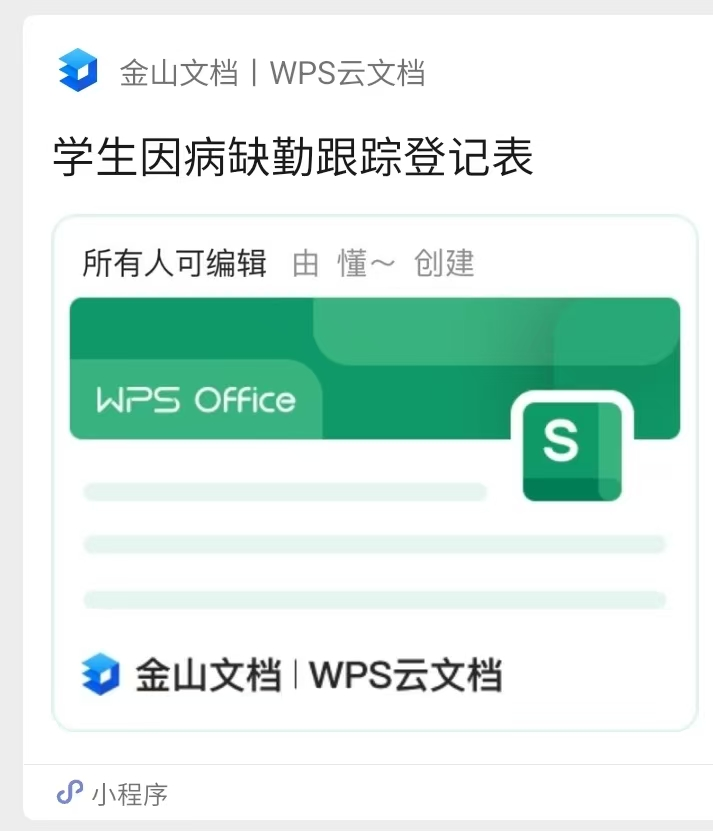 金山文档 | WPS云文档
学生因病缺勤跟踪登记表
所有人可编辑 由 懂～ 创建
WPS Office
S
金山文档 | WPS云文档
小程序